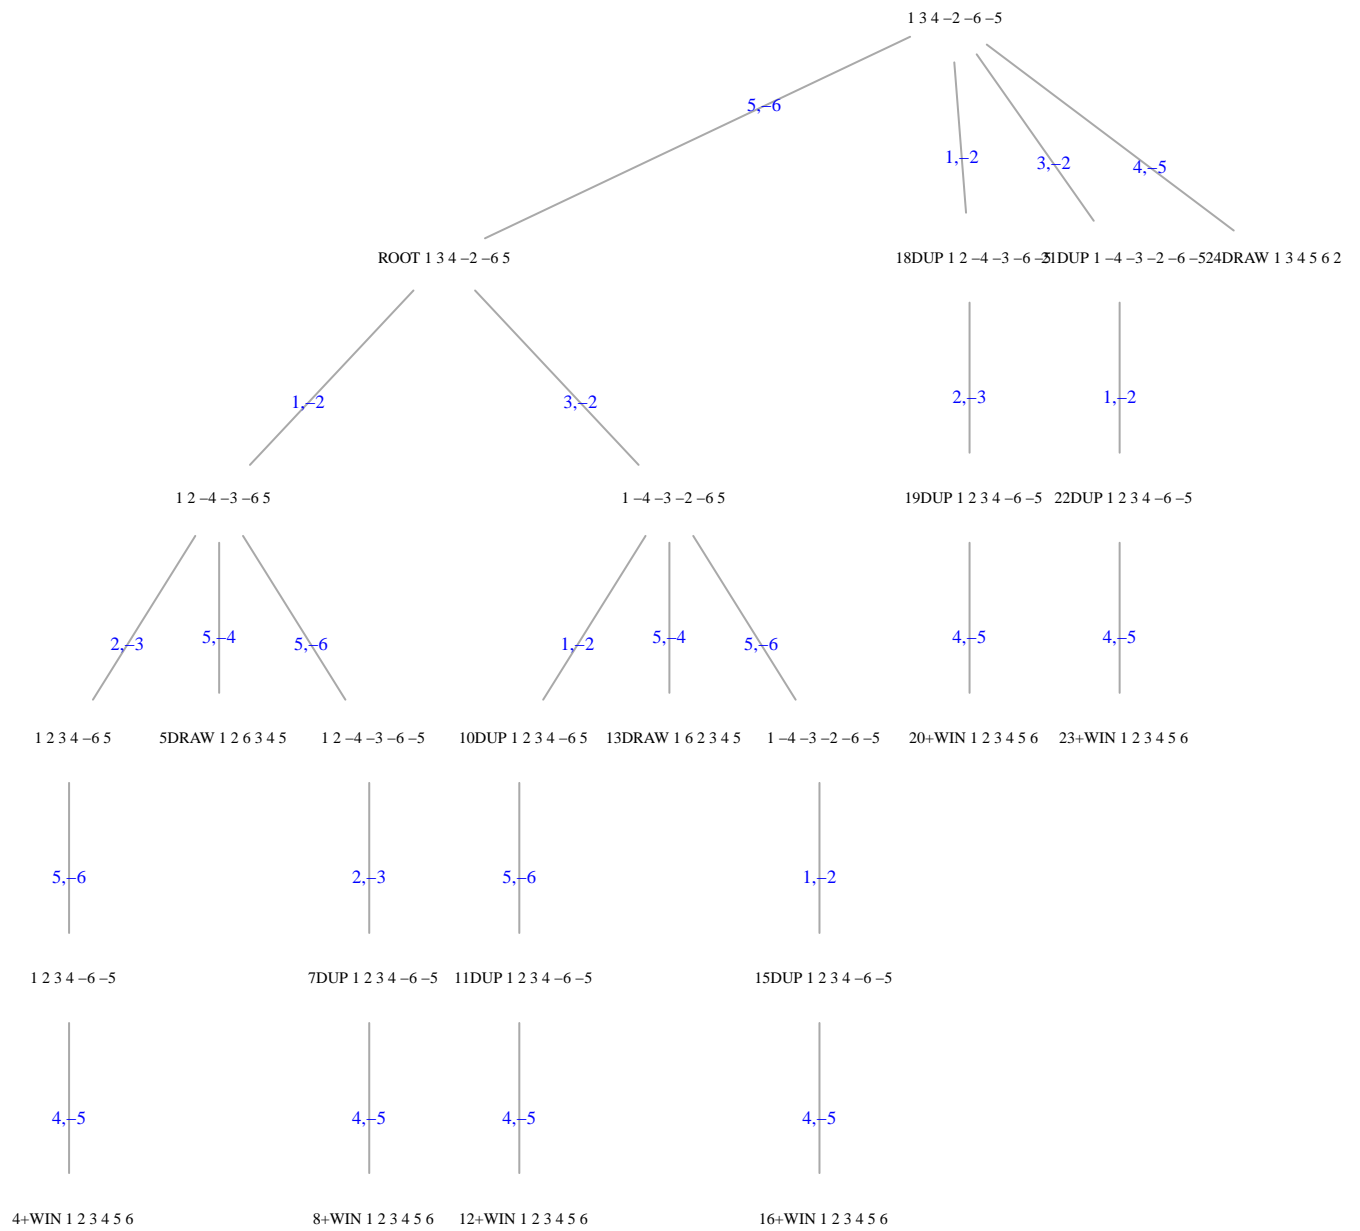 1 3 4 −2 −6 −5
5,−6
1,−2
3,−2
4,−5
ROOT 1 3 4 −2 −6 5
18DUP 1 2 −4 −3 −6 −5
21DUP 1 −4 −3 −2 −6 −5
24DRAW 1 3 4 5 6 2
1,−2
3,−2
2,−3
1,−2
1 2 −4 −3 −6 5
1 −4 −3 −2 −6 5
19DUP 1 2 3 4 −6 −5
22DUP 1 2 3 4 −6 −5
2,−3
5,−4
5,−6
1,−2
5,−4
5,−6
4,−5
4,−5
1 2 3 4 −6 5
5DRAW 1 2 6 3 4 5
1 2 −4 −3 −6 −5
10DUP 1 2 3 4 −6 5
13DRAW 1 6 2 3 4 5
1 −4 −3 −2 −6 −5
20+WIN 1 2 3 4 5 6
23+WIN 1 2 3 4 5 6
5,−6
2,−3
5,−6
1,−2
1 2 3 4 −6 −5
7DUP 1 2 3 4 −6 −5
11DUP 1 2 3 4 −6 −5
15DUP 1 2 3 4 −6 −5
4,−5
4,−5
4,−5
4,−5
4+WIN 1 2 3 4 5 6
8+WIN 1 2 3 4 5 6
12+WIN 1 2 3 4 5 6
16+WIN 1 2 3 4 5 6